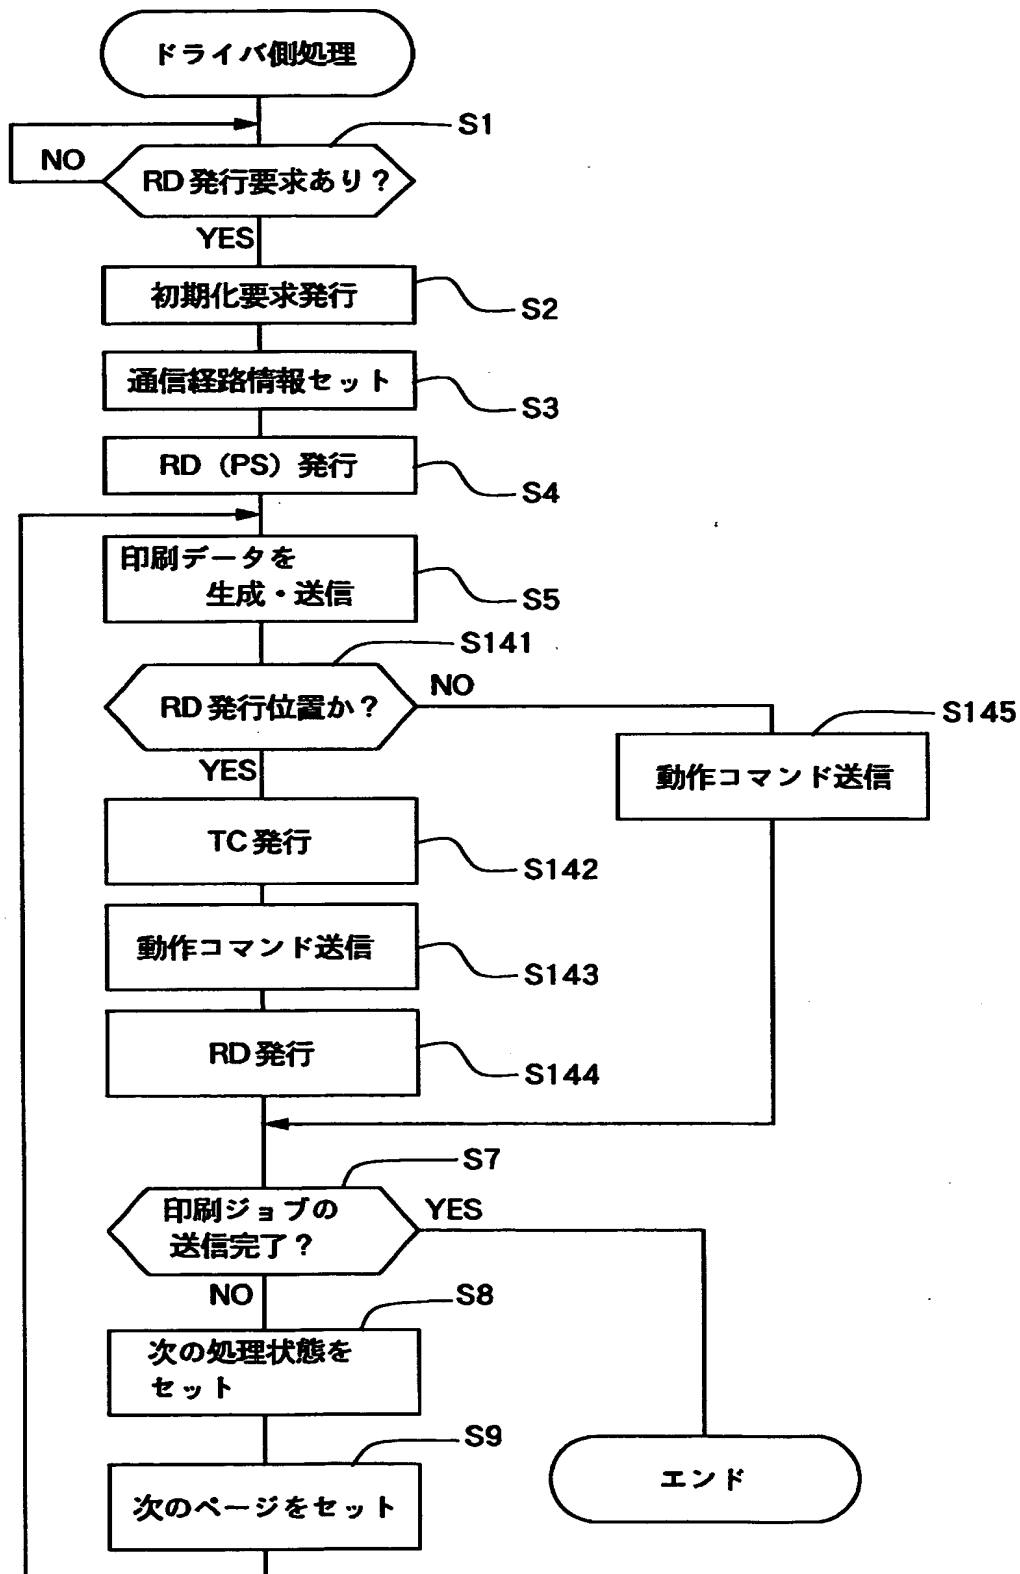 ドライバ側処理
S1
NO
RD発行要求あり?
YES
初期化要求発行
S2
通信経路情報セット
S3
RD(PS)発行
S4
印刷データを
生成・送信
S5
S141
RD発行位置か?
NO
S145
動作コマンド送信
YES
TC発行
S142
動作コマンド送信
S143
RD発行
S144
S7
印刷ジョブの
送信完了?
YES
NO
S8
次の処理状態を
セット
S9
次のページをセット
エンド